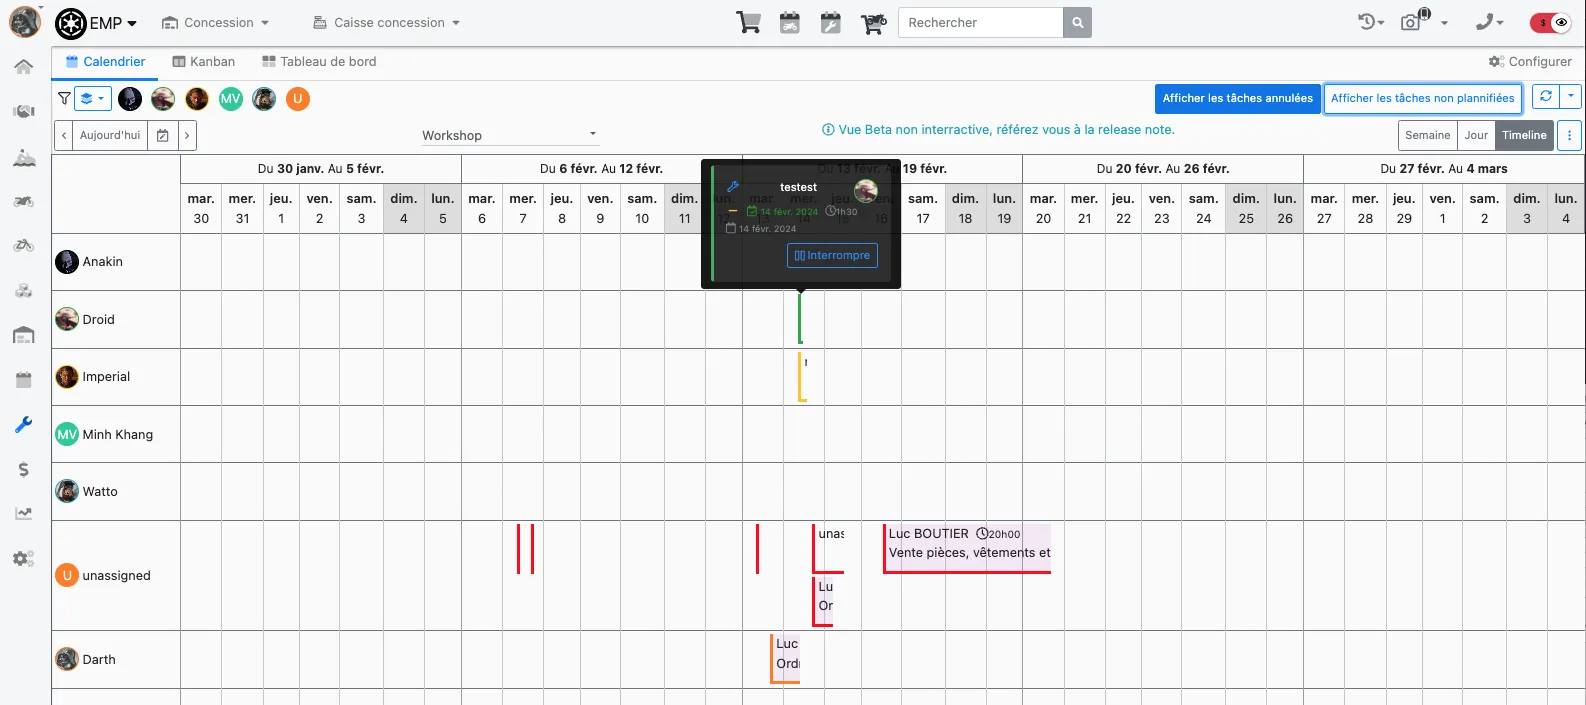 EMP
Concession
Caisse concession
Rechercher
$
Calendrier
Kanban
Tableau de bord
Configurer
MV
U
Afficher les tâches annulées
Afficher les tâches non plannifiées
Aujourd'hui
Workshop
Vue Beta non interractive, référez vous à la release note.
Semaine
Jour
Timeline
Du 30 janv. Au 5 févr.
Du 6 févr. Au 12 févr.
Du 13 févr. Au 19 févr.
Du 20 févr. Au 26 févr.
Du 27 févr. Au 4 mars
mar. mer. jeu. ven. sam. dim. lun. mar. mer. jeu. ven. sam. dim. lun. mar. mer. jeu. sam. dim. lun. mar. mer. jeu. ven. sam. dim. lun. mar. mer. jeu. ven. sam. dim. lun.
30 31 1 2 3 4 5 6 7 8 9 10 11 13 14 15 16 17 18 19 20 21 22 23 24 25 26 27 28 29 1 2 3 4
testest
14 févr. 2024 1h30
14 févr. 2024
Interrompre
Anakin
Droid
Imperial
MV Minh Khang
Watto
U unassigned
unas
Luc BOUTIER 20h00
Vente pièces, vêtements et
Lu
Or
Darth
Luc
Ord